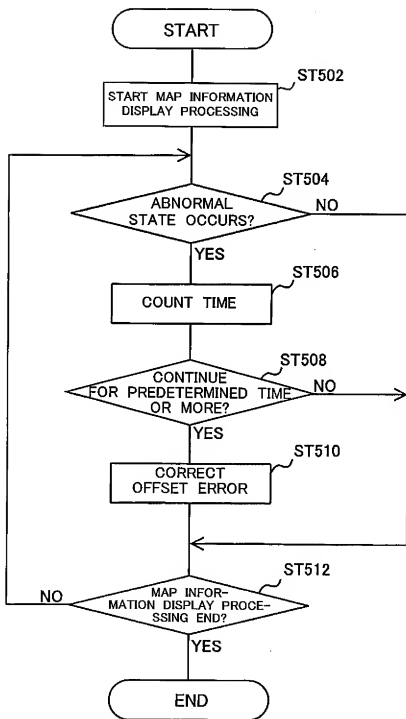 START
ST502
START MAP INFORMATION
DISPLAY PROCESSING
ST504
ABNORMAL
STATE OCCURS?
NO
YES
ST506
COUNT TIME
ST508
CONTINUE
FOR PREDETERMINED TIME
OR MORE?
NO
YES
ST510
CORRECT
OFFSET ERROR
ST512
MAP INFOR-
MATION DISPLAY PROCE-
SSING END?
NO
YES
END